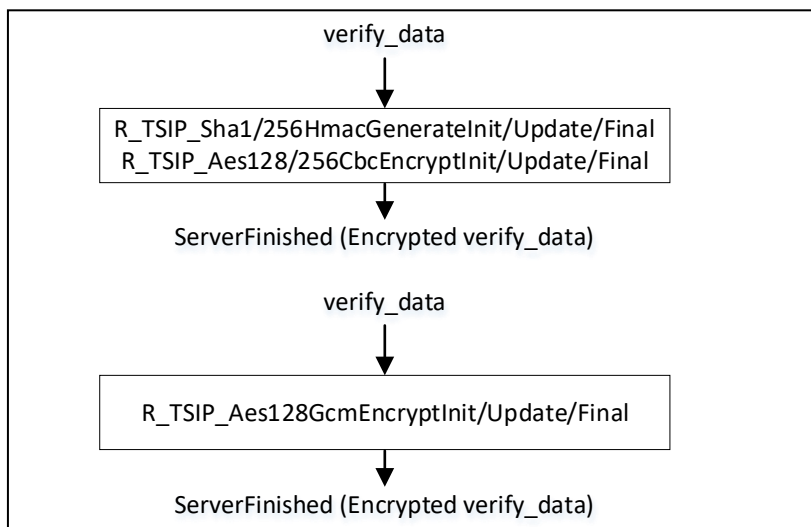 verify_data
R_TSIP_Sha1/256HmacGenerateInit/Update/Final
R_TSIP_Aes128/256CbcEncryptInit/Update/Final
ServerFinished (Encrypted verify_data)
verify_data
R_TSIP_Aes128GcmEncryptInit/Update/Final
ServerFinished (Encrypted verify_data)